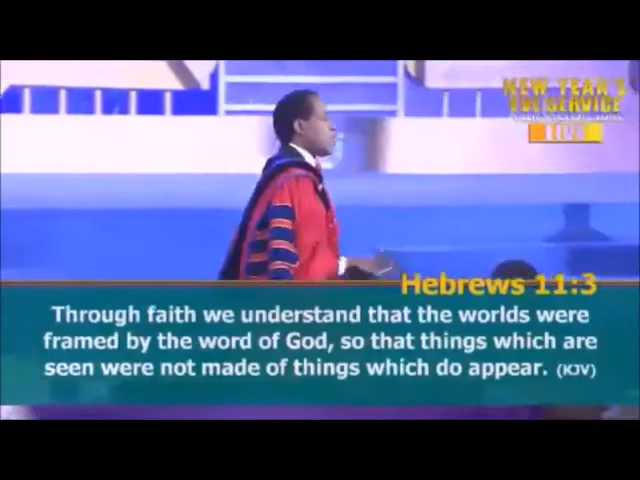 NEW YEAR'S
EVE SERVICE
LIVE
Hebrews 11:3
Through faith we understand that the worlds were
framed by the word of God, so that things which are
seen were not made of things which do appear. (KJV)